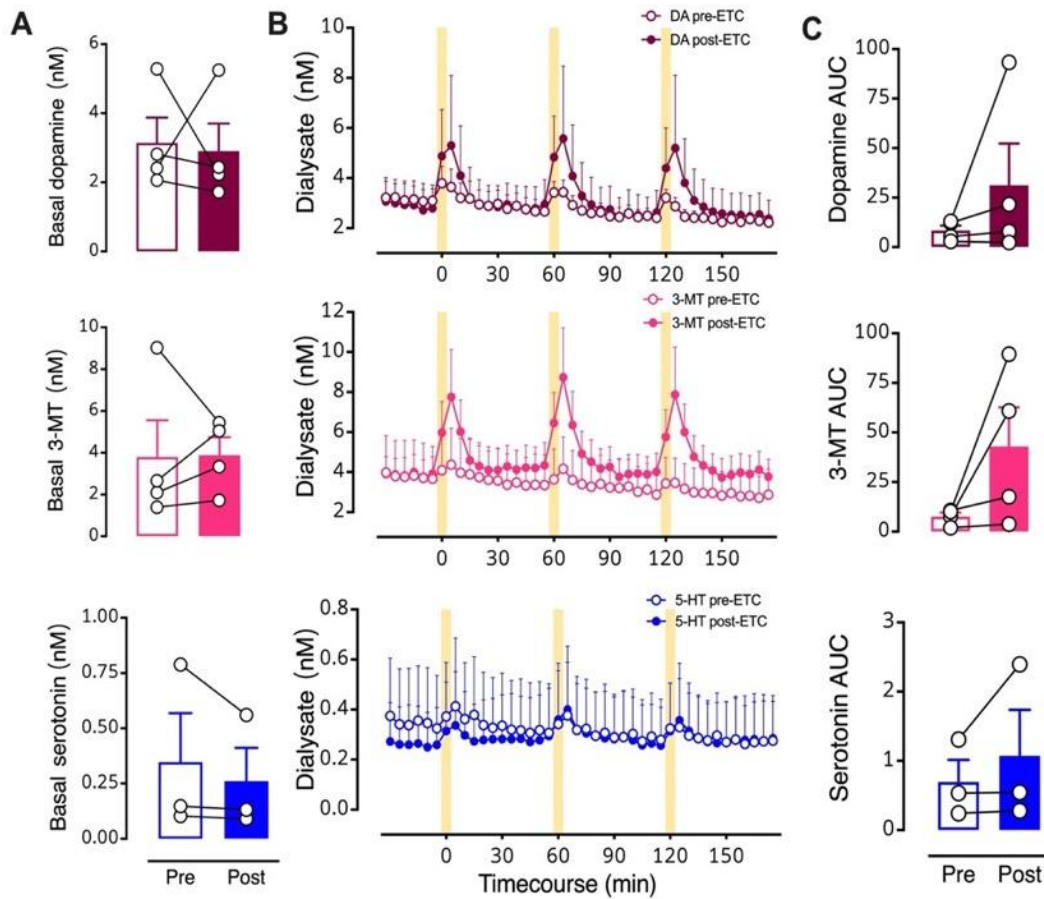 A
B
C
Basal dopamine (nM)
6
4
2
0
Dialysate (nM)
10
8
6
4
2
DA pre-ETC
DA post-ETC
0 30 60 90 120 150
Dopamine AUC
100
75
50
25
0
Basal 3-MT (nM)
10
8
6
4
2
0
Dialysate (nM)
12
10
8
6
4
2
3-MT pre-ETC
3-MT post-ETC
0 30 60 90 120 150
3-MT AUC
100
75
50
25
0
Basal serotonin (nM)
1.00
0.75
0.50
0.25
0.00
Pre Post
Dialysate (nM)
0.8
0.6
0.4
0.2
0.0
5-HT pre-ETC
5-HT post-ETC
0 30 60 90 120 150
Timecourse (min)
Serotonin AUC
3
2
1
0
Pre Post